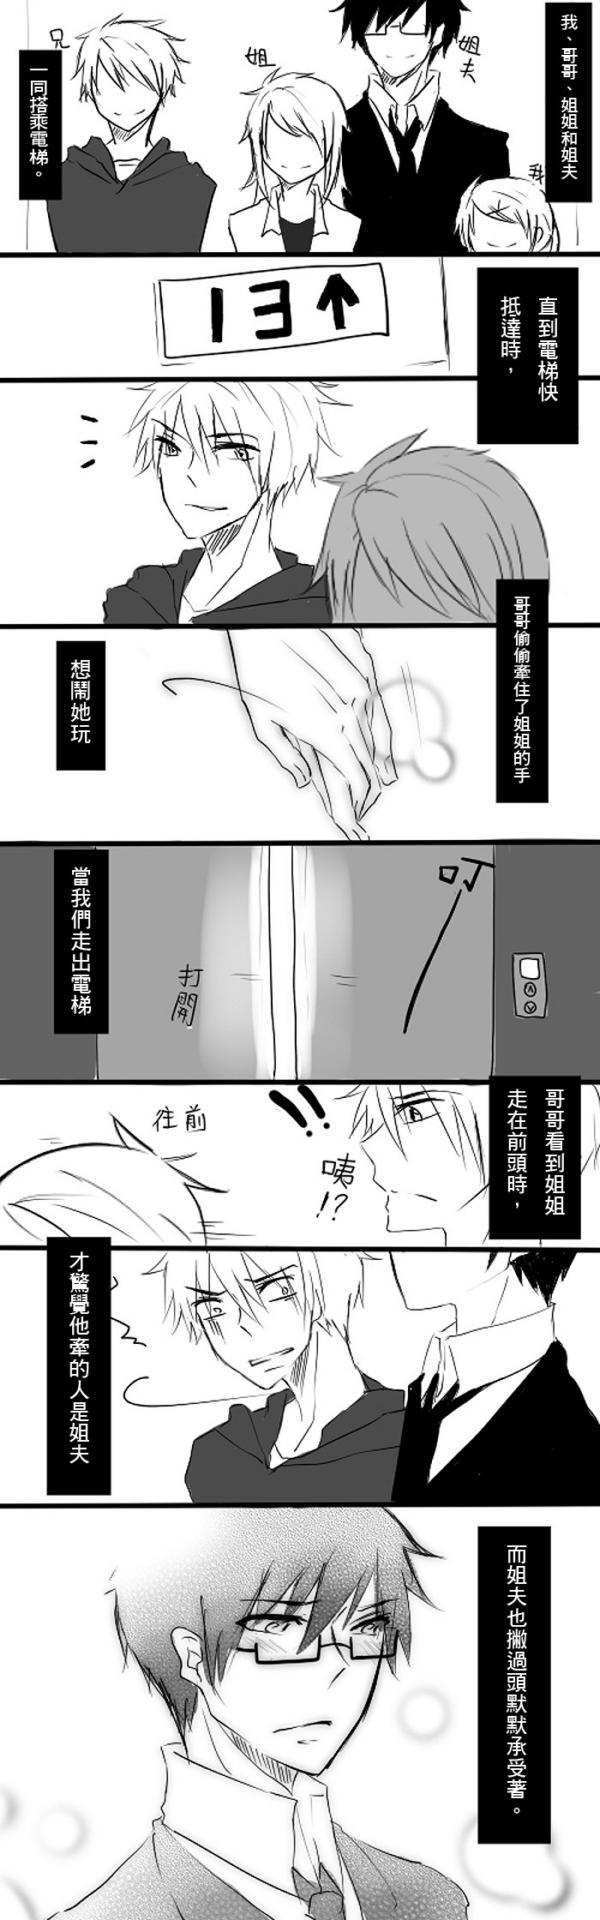 我、哥哥、姐姐和姐夫
一同搭乘電梯。
兄
姐
姐夫
我
13↑
直到電梯快
抵達時，
哥哥偷偷牽住了姐姐的手
想鬧她玩
叮
打開
當我們走出電梯
哥哥看到姐姐
走在前頭時，
!!
咦!?
往前
才驚覺他牽的人是姐夫
而姐夫也撇過頭默默承受著。